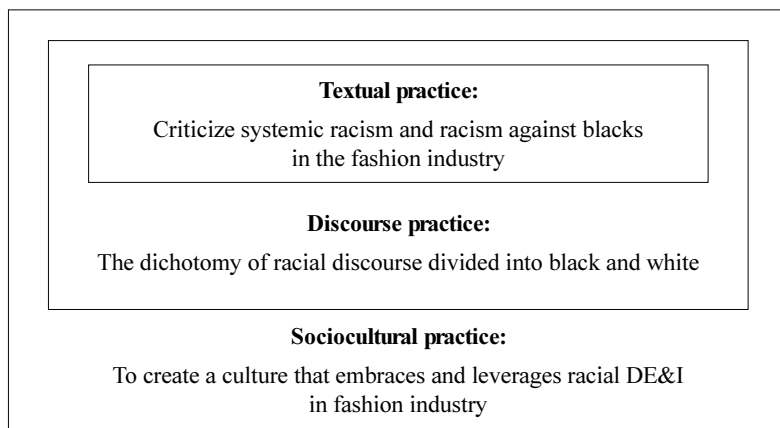 Textual practice:
Criticize systemic racism and racism against blacks
in the fashion industry
Discourse practice:
The dichotomy of racial discourse divided into black and white
Sociocultural practice:
To create a culture that embraces and leverages racial DE&I
in fashion industry